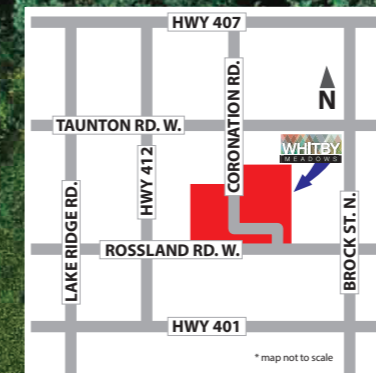 HWY 407
CORONATION RD.
N
TAUNTON RD. W.
WHITBY
MEADOWS
HWY 412
LAKE RIDGE RD.
BROCK ST. N.
ROSSLAND RD. W.
HWY 401
* map not to scale